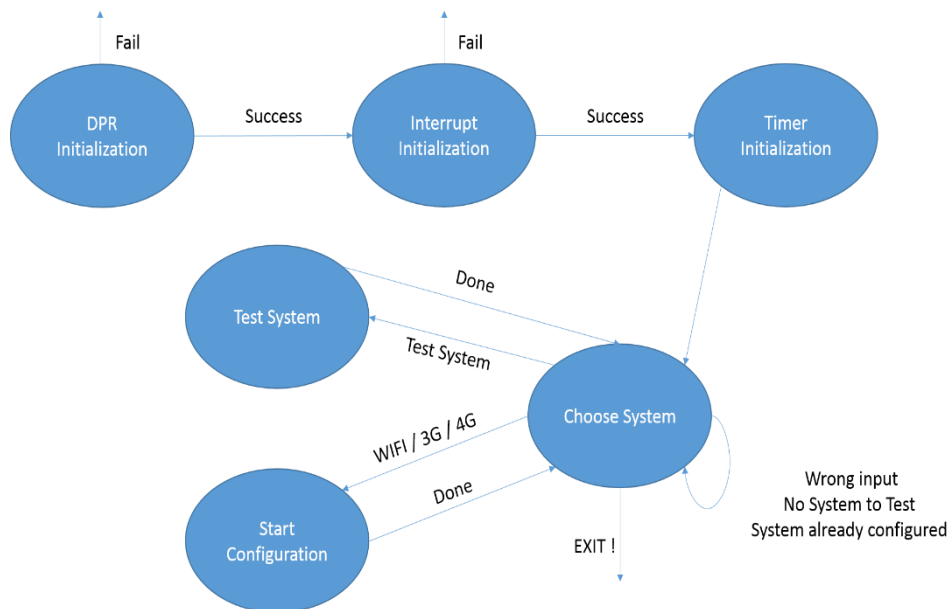 Fail
Fail
DPR
Initialization
Success
Interrupt
Initialization
Success
Timer
Initialization
Test System
Done
Test System
Choose System
WIFI / 3G / 4G
Done
Start
Configuration
EXIT !
Wrong input
No System to Test
System already configured